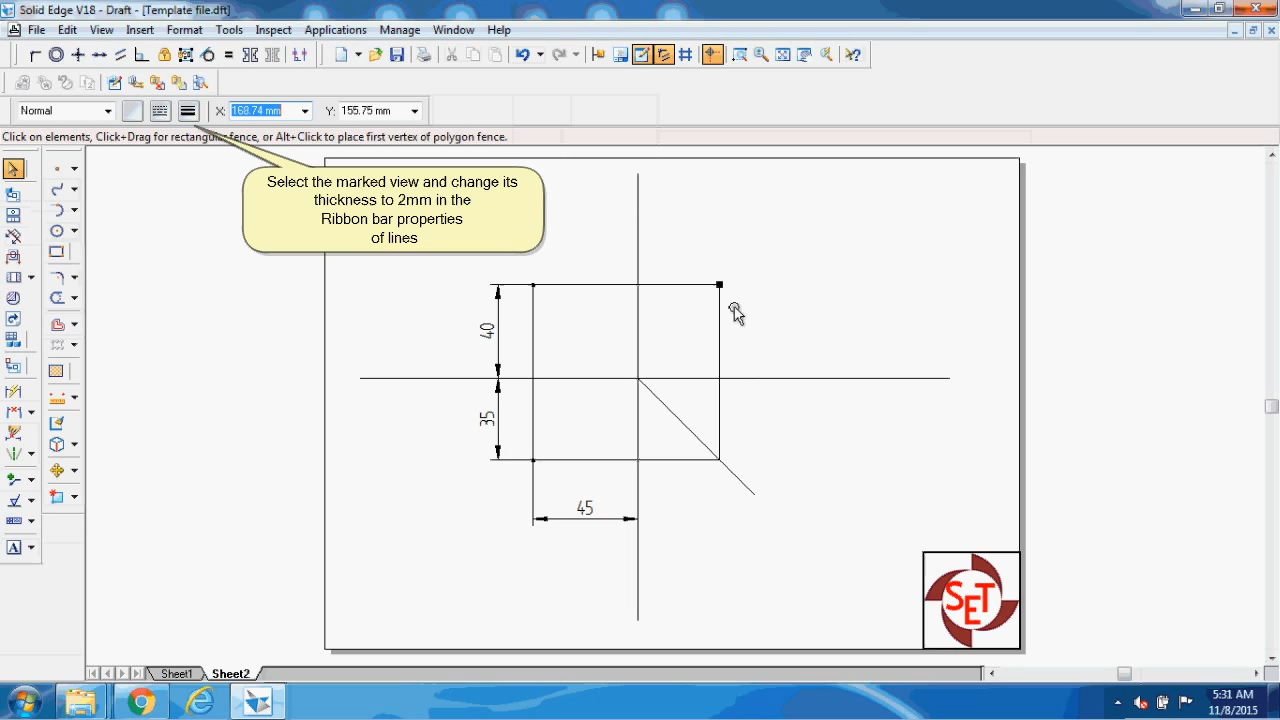 Solid Edge V18 - Draft - [Template file.dft]
File Edit View Insert Format Tools Inspect Applications Manage Window Help
Normal X: 168.74 mm Y: 155.75 mm
Click on elements, Click+Drag for rectangular fence, or Alt+Click to place first vertex of polygon fence.
Select the marked view and change its
thickness to 2mm in the
Ribbon bar properties
of lines
40
35
45
SET
Sheet1 Sheet2
5:31 AM
11/8/2015